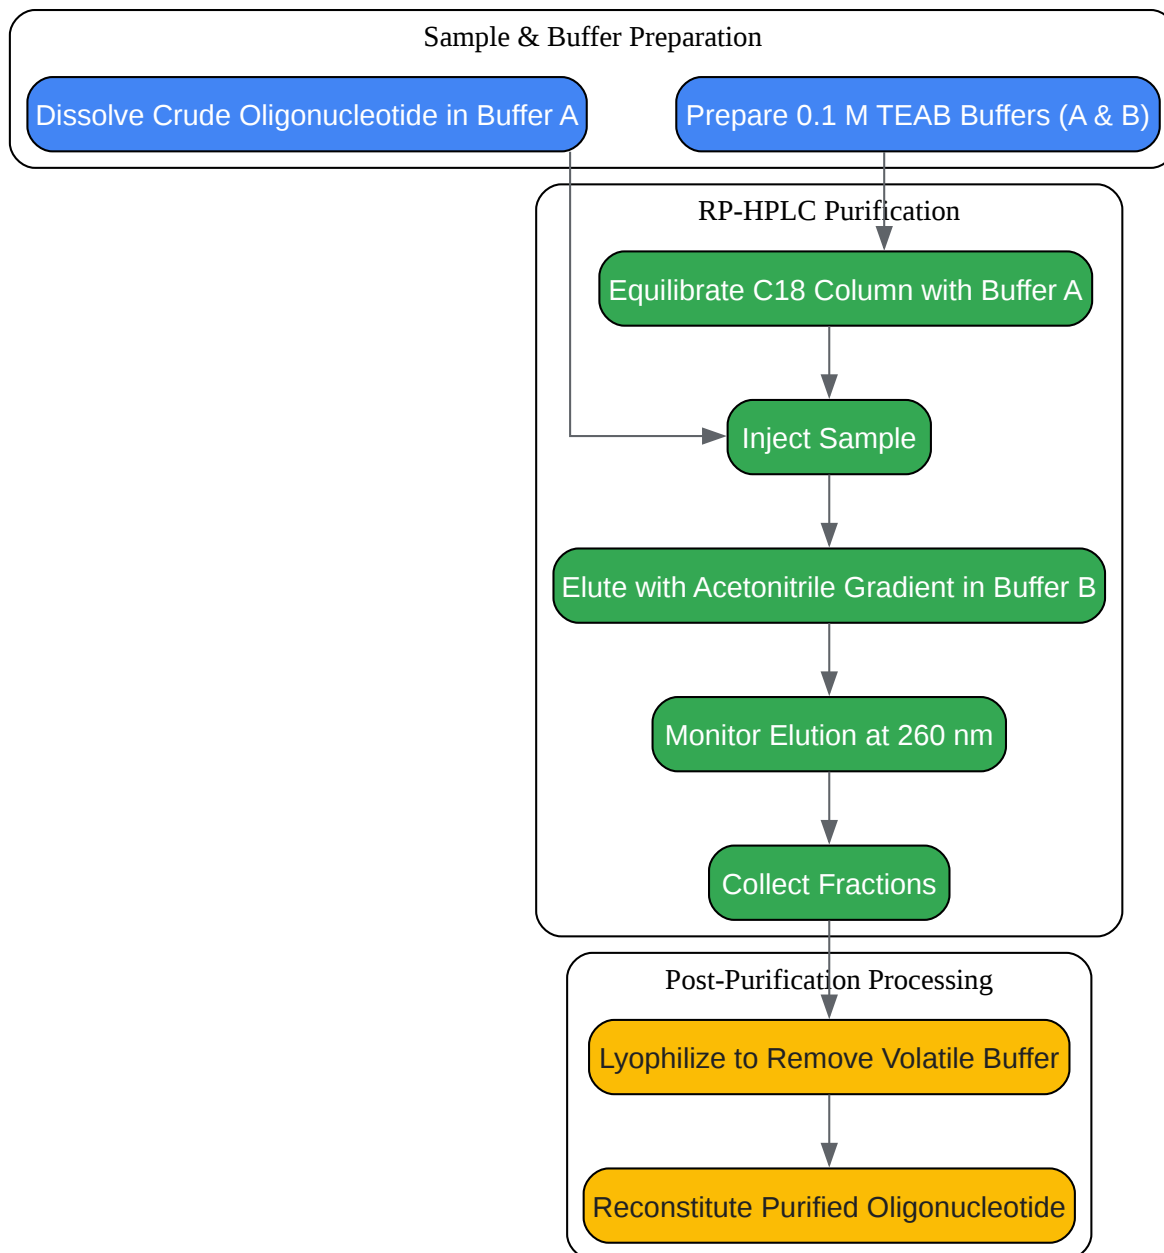 Sample & Buffer Preparation
Dissolve Crude Oligonucleotide in Buffer A
Prepare 0.1 M TEAB Buffers (A & B)
RP-HPLC Purification
Equilibrate C18 Column with Buffer A
Inject Sample
Elute with Acetonitrile Gradient in Buffer B
Monitor Elution at 260 nm
Collect Fractions
Post-Purification Processing
Lyophilize to Remove Volatile Buffer
Reconstitute Purified Oligonucleotide